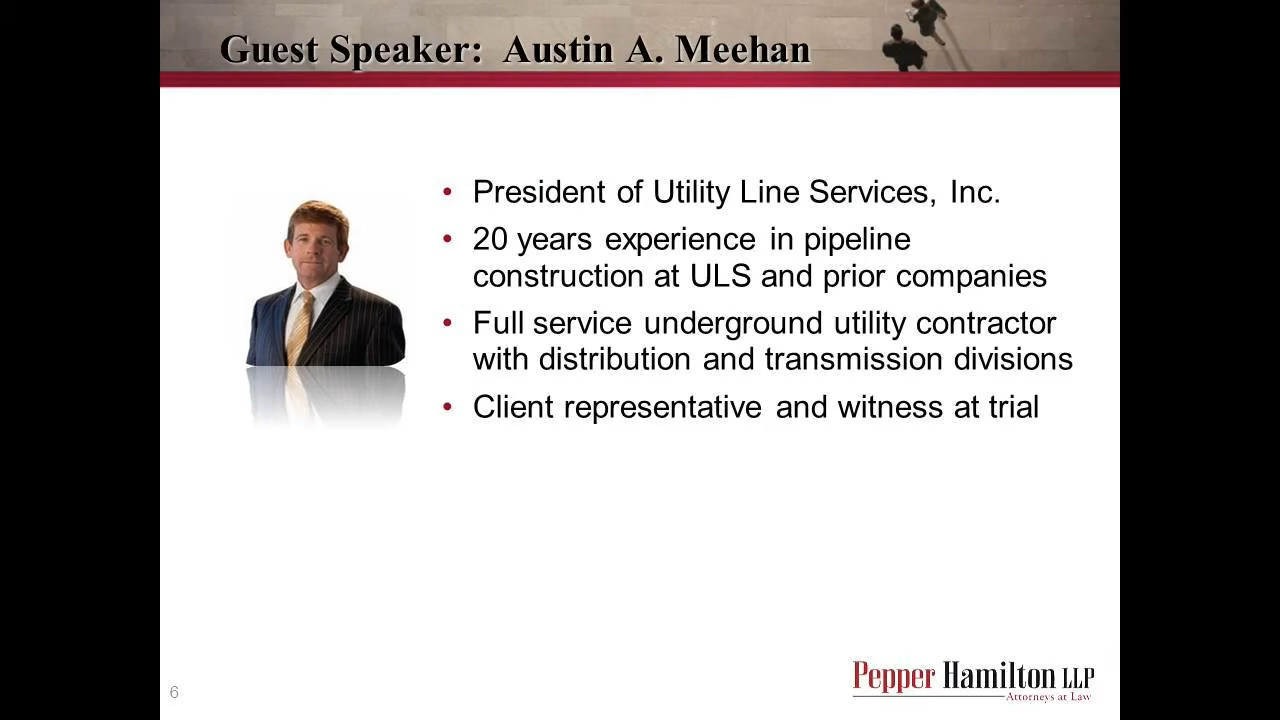 Guest Speaker: Austin A. Meehan
• President of Utility Line Services, Inc.
• 20 years experience in pipeline
construction at ULS and prior companies
• Full service underground utility contractor
with distribution and transmission divisions
• Client representative and witness at trial
6
Pepper Hamilton LLP
Attorneys at Law